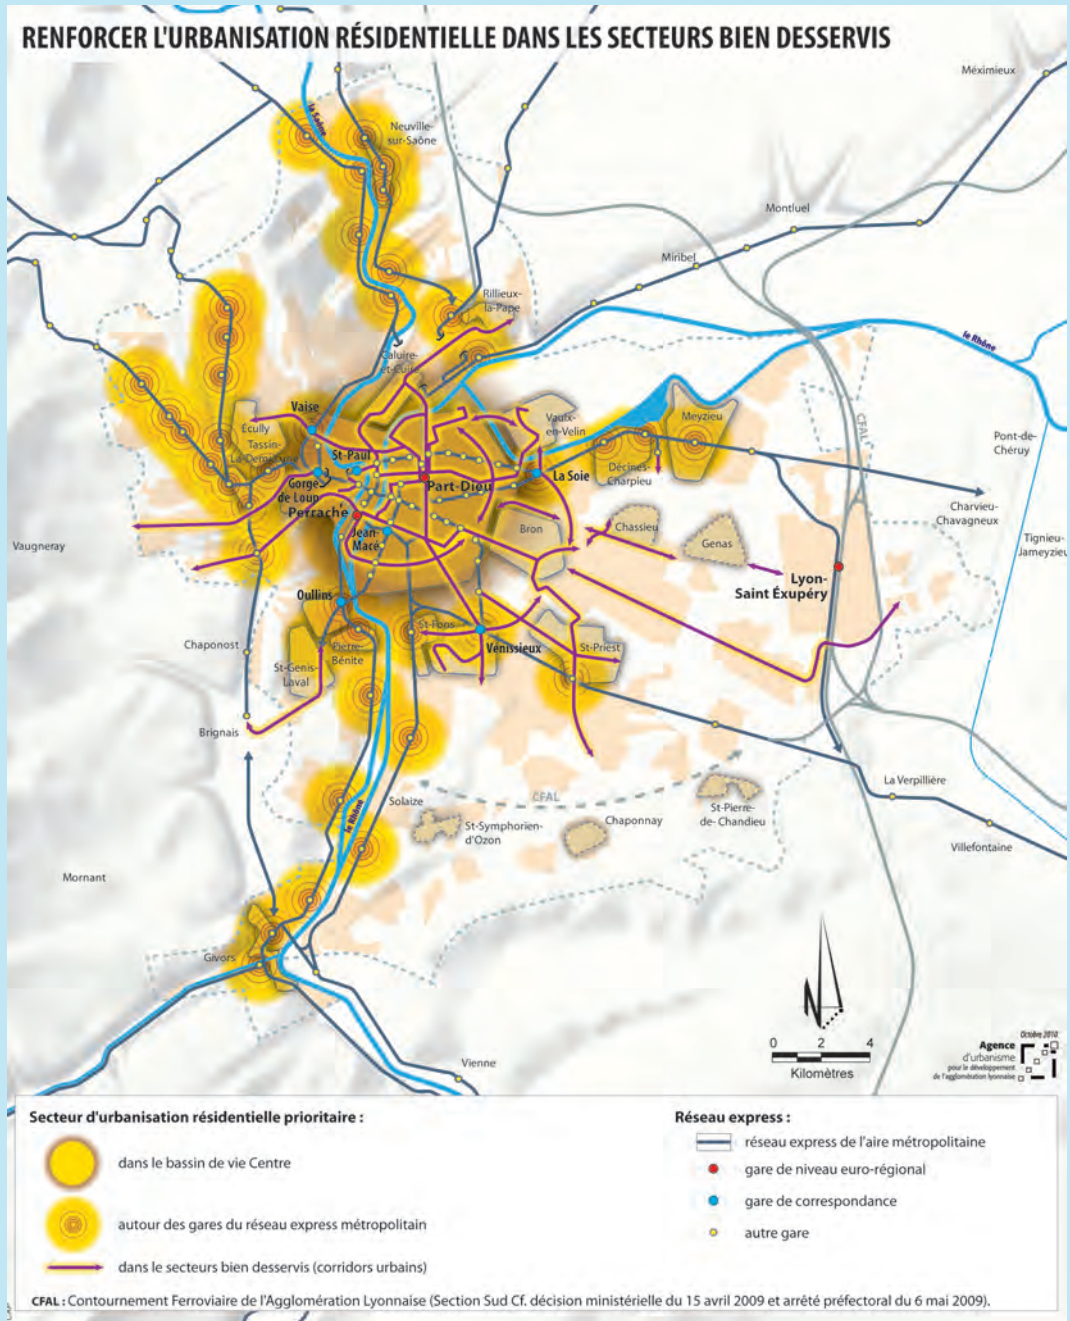 RENFORCER L'URBANISATION RÉSIDENTIELLE DANS LES SECTEURS BIEN DESSERVIS
Méximieux
la Saône
Neuville-
sur-Saône
Montluel
Miribel
Rillieux-
la-Pape
le Rhône
Caluire-
et-Cuire
Vaise
Écully
Tassin-
La-Demi-Lune
St-Paul
Vaulx-
en-Velin
Meyzieu
CFAL
Pont-de-
Chéruy
Gorge
de Loup
Part-Dieu
La Soie
Décines-
Charpieu
Perrache
Jean-
Macé
Bron
Chassieu
Genas
Charvieu-
Chavagneux
Vaugneray
Tignieu-
Jameyzieu
Lyon-
Saint Éxupéry
Oullins
St-Fons
Chaponost
Pierre-
Bénite
Vénissieux
St-Priest
St-Genis-
Laval
Brignais
La Verpillière
CFAL
Solaize
le Rhône
St-Symphorien-
d'Ozon
Chaponnay
St-Pierre-
de- Chandieu
Villefontaine
Mornant
Givors
N
0 2 4
Kilomètres
Octobre 2010
Agence
d'urbanisme
pour le développement
de l'agglomération lyonnaise
Vienne
Secteur d'urbanisation résidentielle prioritaire :
dans le bassin de vie Centre
autour des gares du réseau express métropolitain
dans le secteurs bien desservis (corridors urbains)
Réseau express :
réseau express de l'aire métropolitaine
gare de niveau euro-régional
gare de correspondance
autre gare
CFAL : Contournement Ferroviaire de l'Agglomération Lyonnaise (Section Sud Cf. décision ministérielle du 15 avril 2009 et arrêté préfectoral du 6 mai 2009).